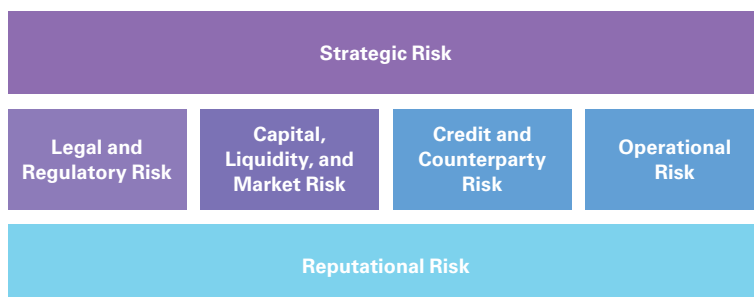 Strategic Risk
Legal and
Regulatory Risk
Capital,
Liquidity, and
Market Risk
Credit and
Counterparty
Risk
Operational
Risk
Reputational Risk